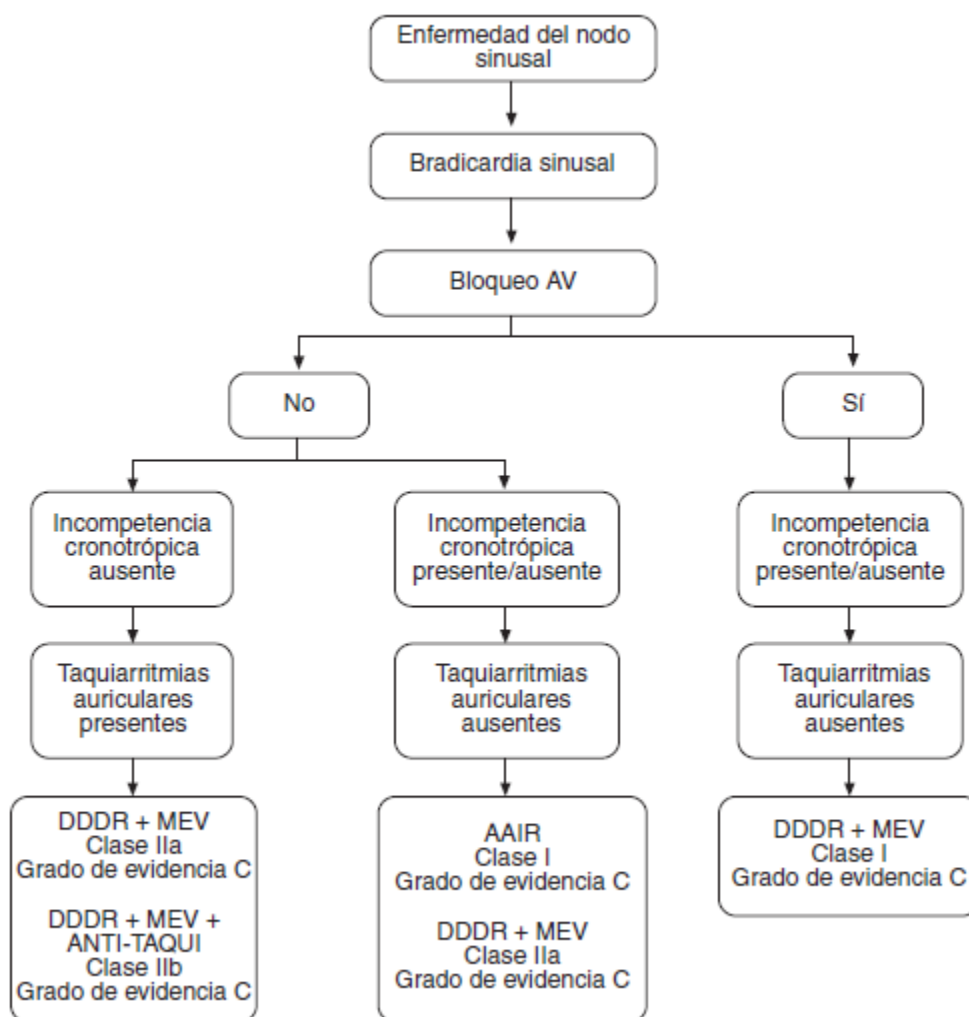 Enfermedad del nodo
sinusal
Bradicardia sinusal
Bloqueo AV
No
Sí
Incompetencia
cronotrópica
ausente
Incompetencia
cronotrópica
presente/ausente
Incompetencia
cronotrópica
presente/ausente
Taquiarritmias
auriculares
presentes
Taquiarritmias
auriculares
ausentes
Taquiarritmias
auriculares
ausentes
DDDR + MEV
Clase IIa
Grado de evidencia C
DDDR + MEV +
ANTI-TAQUI
Clase IIb
Grado de evidencia C
AAIR
Clase I
Grado de evidencia C
DDDR + MEV
Clase IIa
Grado de evidencia C
DDDR + MEV
Clase I
Grado de evidencia C